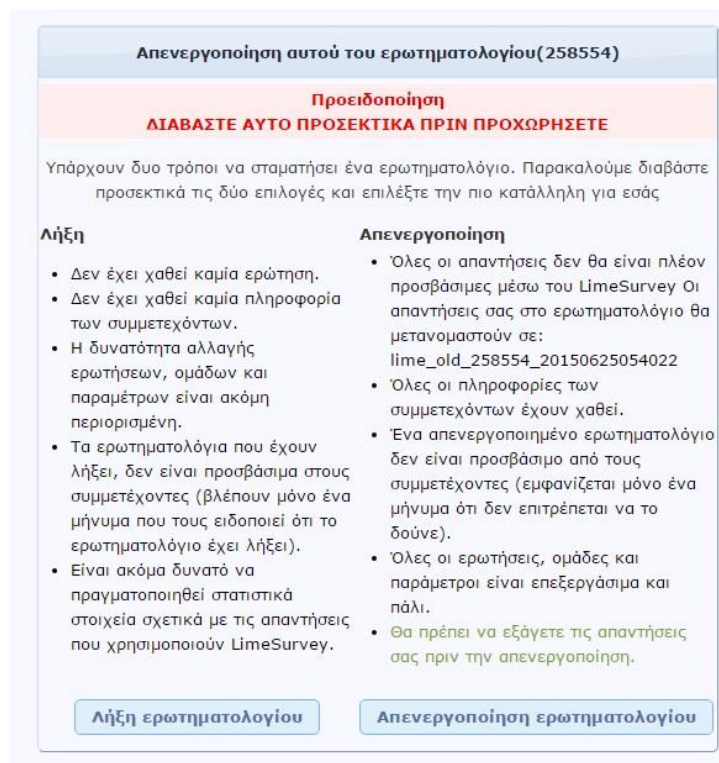 Απενεργοποίηση αυτού του ερωτηματολογίου(258554)
Προειδοποίηση
ΔΙΑΒΑΣΤΕ ΑΥΤΟ ΠΡΟΣΕΚΤΙΚΑ ΠΡΙΝ ΠΡΟΧΩΡΗΣΕΤΕ
Υπάρχουν δυο τρόποι να σταματήσει ένα ερωτηματολόγιο. Παρακαλούμε διαβάστε
προσεκτικά τις δύο επιλογές και επιλέξτε την πιο κατάλληλη για εσάς
Λήξη
• Δεν έχει χαθεί καμία ερώτηση.
• Δεν έχει χαθεί καμία πληροφορία
των συμμετεχόντων.
• Η δυνατότητα αλλαγής
ερωτήσεων, ομάδων και
παραμέτρων είναι ακόμη
περιορισμένη.
• Τα ερωτηματολόγια που έχουν
λήξει, δεν είναι προσβάσιμα στους
συμμετέχοντες (βλέπουν μόνο ένα
μήνυμα που τους ειδοποιεί ότι το
ερωτηματολόγιο έχει λήξει).
• Είναι ακόμα δυνατό να
πραγματοποιηθεί στατιστικά
στοιχεία σχετικά με τις απαντήσεις
που χρησιμοποιούν LimeSurvey.
Λήξη ερωτηματολογίου
Απενεργοποίηση
• Όλες οι απαντήσεις δεν θα είναι πλέον
προσβάσιμες μέσω του LimeSurvey Οι
απαντήσεις σας στο ερωτηματολόγιο θα
μετανομαστούν σε:
lime_old_258554_20150625054022
• Όλες οι πληροφορίες των
συμμετεχόντων έχουν χαθεί.
• Ένα απενεργοποιημένο ερωτηματολόγιο
δεν είναι προσβάσιμο από τους
συμμετέχοντες (εμφανίζεται μόνο ένα
μήνυμα ότι δεν επιτρέπεται να το
δούνε).
• Όλες οι ερωτήσεις, ομάδες και
παράμετροι είναι επεξεργάσιμα και
πάλι.
• Θα πρέπει να εξάγετε τις απαντήσεις
σας πριν την απενεργοποίηση.
Απενεργοποίηση ερωτηματολογίου